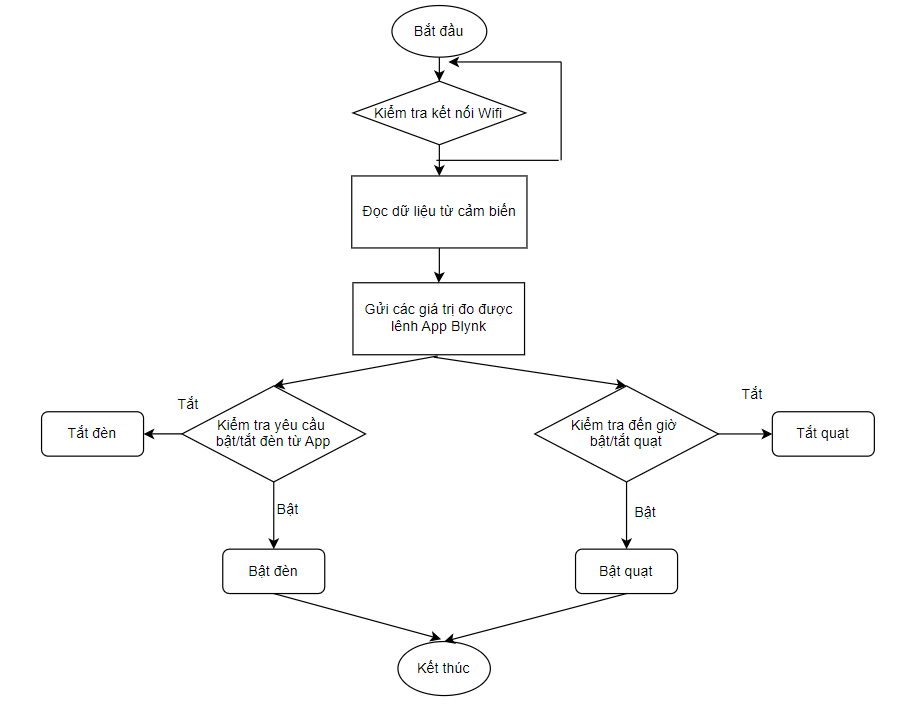 Bắt đầu
Kiểm tra kết nối Wifi
Đọc dữ liệu từ cảm biến
Gửi các giá trị đo được
lênh App Blynk
Tắt
Tắt
Kiểm tra yêu cầu
bật/tắt đèn từ App
Kiểm tra đến giờ
bật/tắt quạt
Tắt đèn
Tắt quạt
Bật
Bật
Bật đèn
Bật quạt
Kết thúc